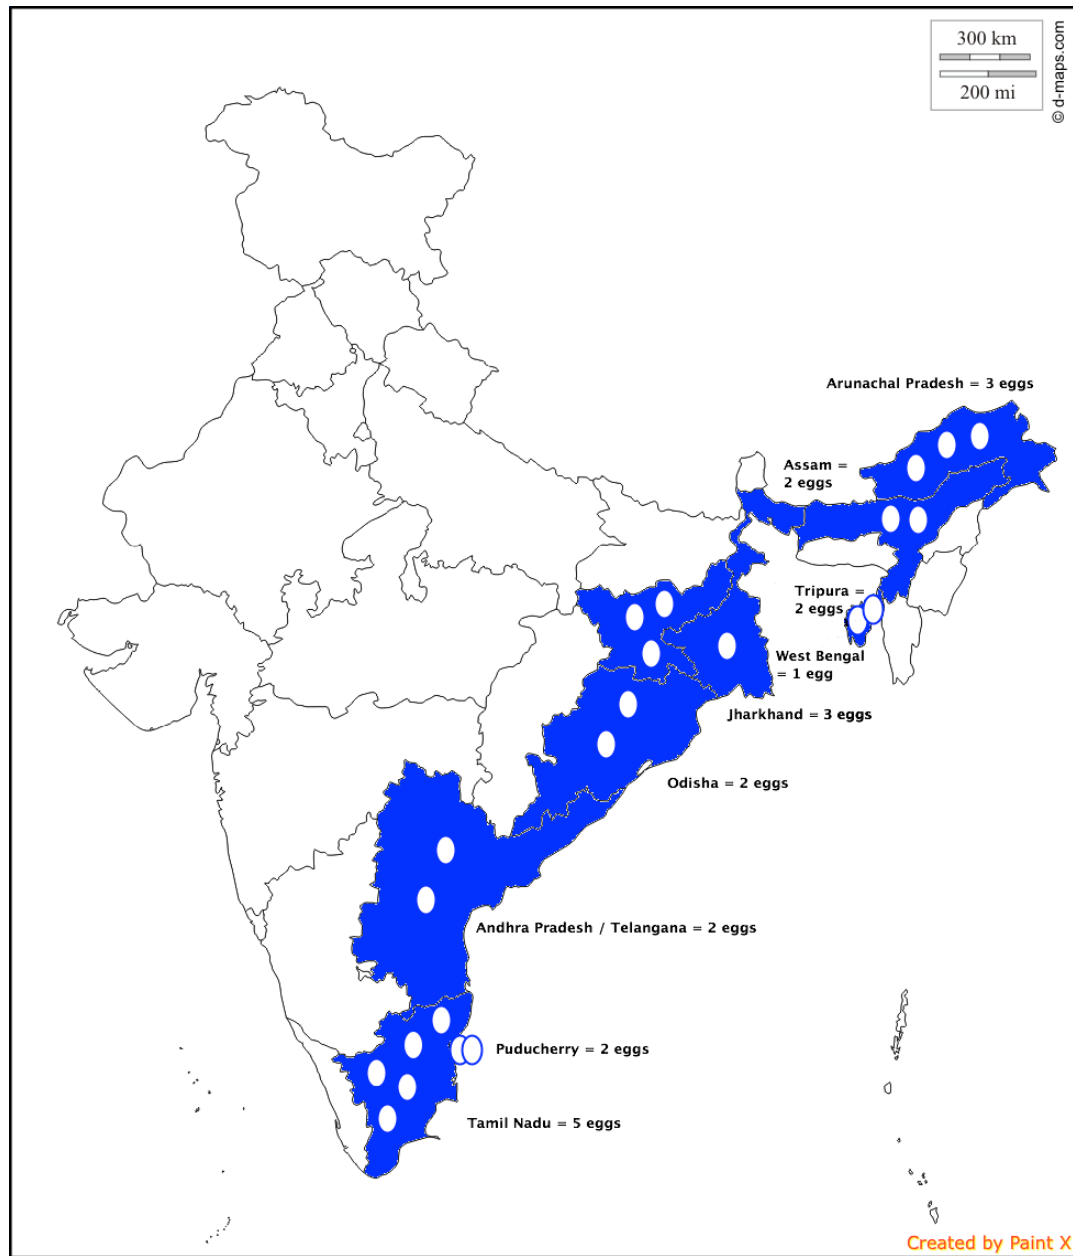 300 km
200 mi
© d-maps.com
Arunachal Pradesh = 3 eggs
Assam =
2 eggs
Tripura =
2 eggs
West Bengal
= 1 egg
Jharkhand = 3 eggs
Odisha = 2 eggs
Andhra Pradesh / Telangana = 2 eggs
Puducherry = 2 eggs
Tamil Nadu = 5 eggs
Created by Paint X